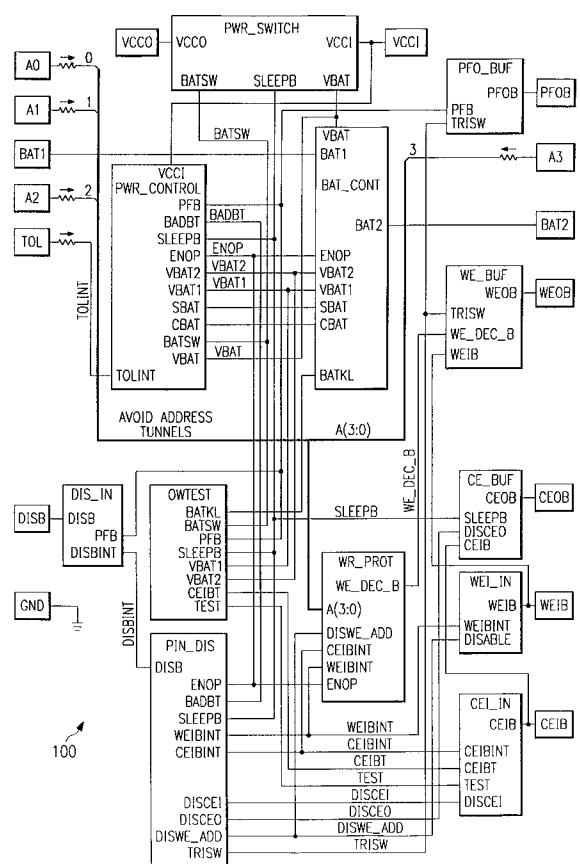 PWR_SWITCH
VCCO
VCCO
VCCI
VCCI
BATSW
SLEEPB
VBAT
A0
0
A1
1
BAT1
A2
2
TOL
TOLINT
BATSW
VCCI
PWR_CONTROL
PFB
BADBT
SLEEPB
ENOP
VBAT2
VBAT1
SBAT
CBAT
BATSW
VBAT
TOLINT
BADBT
ENOP
VBAT2
VBAT1
VBAT
VBAT
BAT1
BAT_CONT
BAT2
ENOP
VBAT2
VBAT1
SBAT
CBAT
BATKL
PFO_BUF
PFOB
PFB
TRISW
PFOB
3
A3
BAT2
WE_BUF
WEOB
TRISW
WE_DEC_B
WEIB
WEOB
AVOID ADDRESS
TUNNELS
A(3:0)
WE_DEC_B
DISB
DIS_IN
DISB
PFB
DISBINT
DISBINT
OWTEST
BATKL
BATSW
PFB
SLEEPB
VBAT1
VBAT2
CEIBT
TEST
SLEEPB
CE_BUF
CEOB
SLEEPB
DISCEO
CEIB
CEOB
WR_PROT
WE_DEC_B
A(3:0)
DISWE_ADD
CEIBINT
WEIBINT
ENOP
WEI_IN
WEIB
WEIBINT
DISABLE
WEIB
GND
PIN_DIS
DISB
ENOP
BADBT
SLEEPB
WEIBINT
CEIBINT
DISCEI
DISCEO
DISWE_ADD
TRISW
WEIBINT
CEIBINT
CEIBT
TEST
DISCEI
DISCEO
DISWE_ADD
TRISW
CEI_IN
CEIB
CEIBINT
CEIBT
TEST
DISCEI
CEIB
100